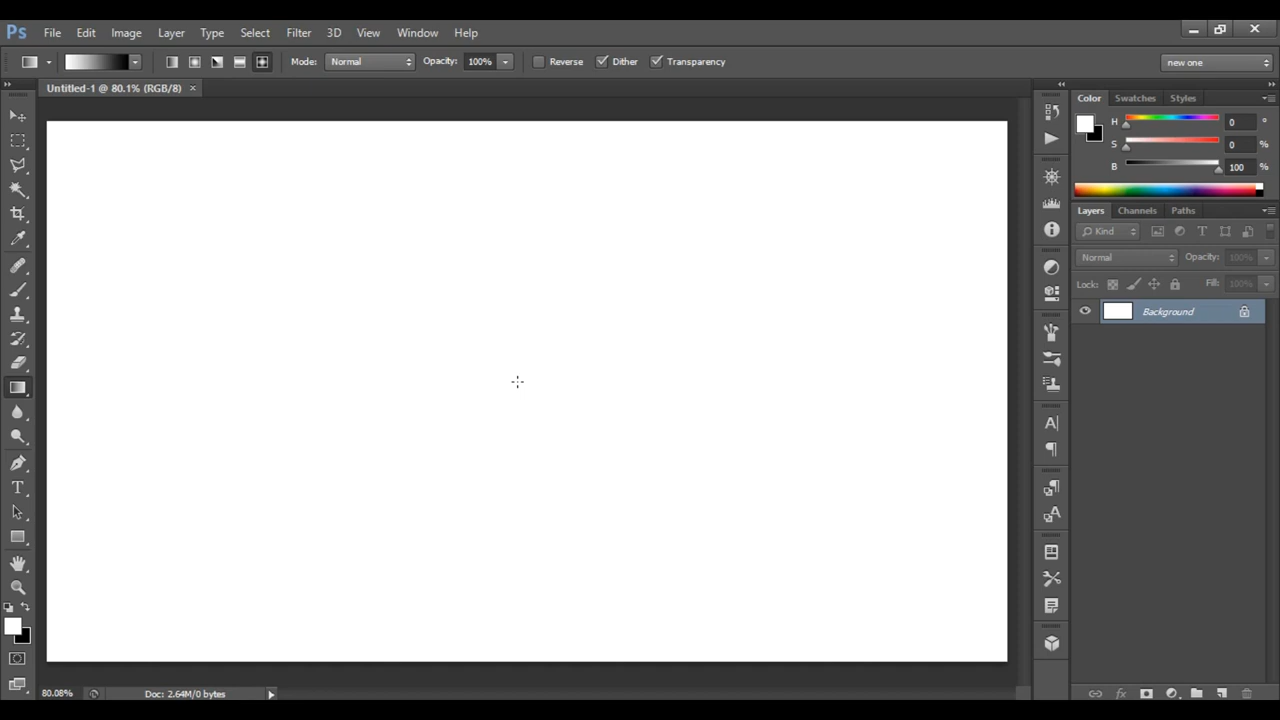 Ps File Edit Image Layer Type Select Filter 3D View Window Help
Mode: Normal Opacity: 100% Reverse Dither Transparency new one
Untitled-1 @ 80.1% (RGB/8) ×
Color Swatches Styles
H 0 °
S 0 %
B 100 %
Layers Channels Paths
Kind
Normal Opacity: 100%
Lock: Fill: 100%
Background
80.08% Doc: 2.64M/0 bytes